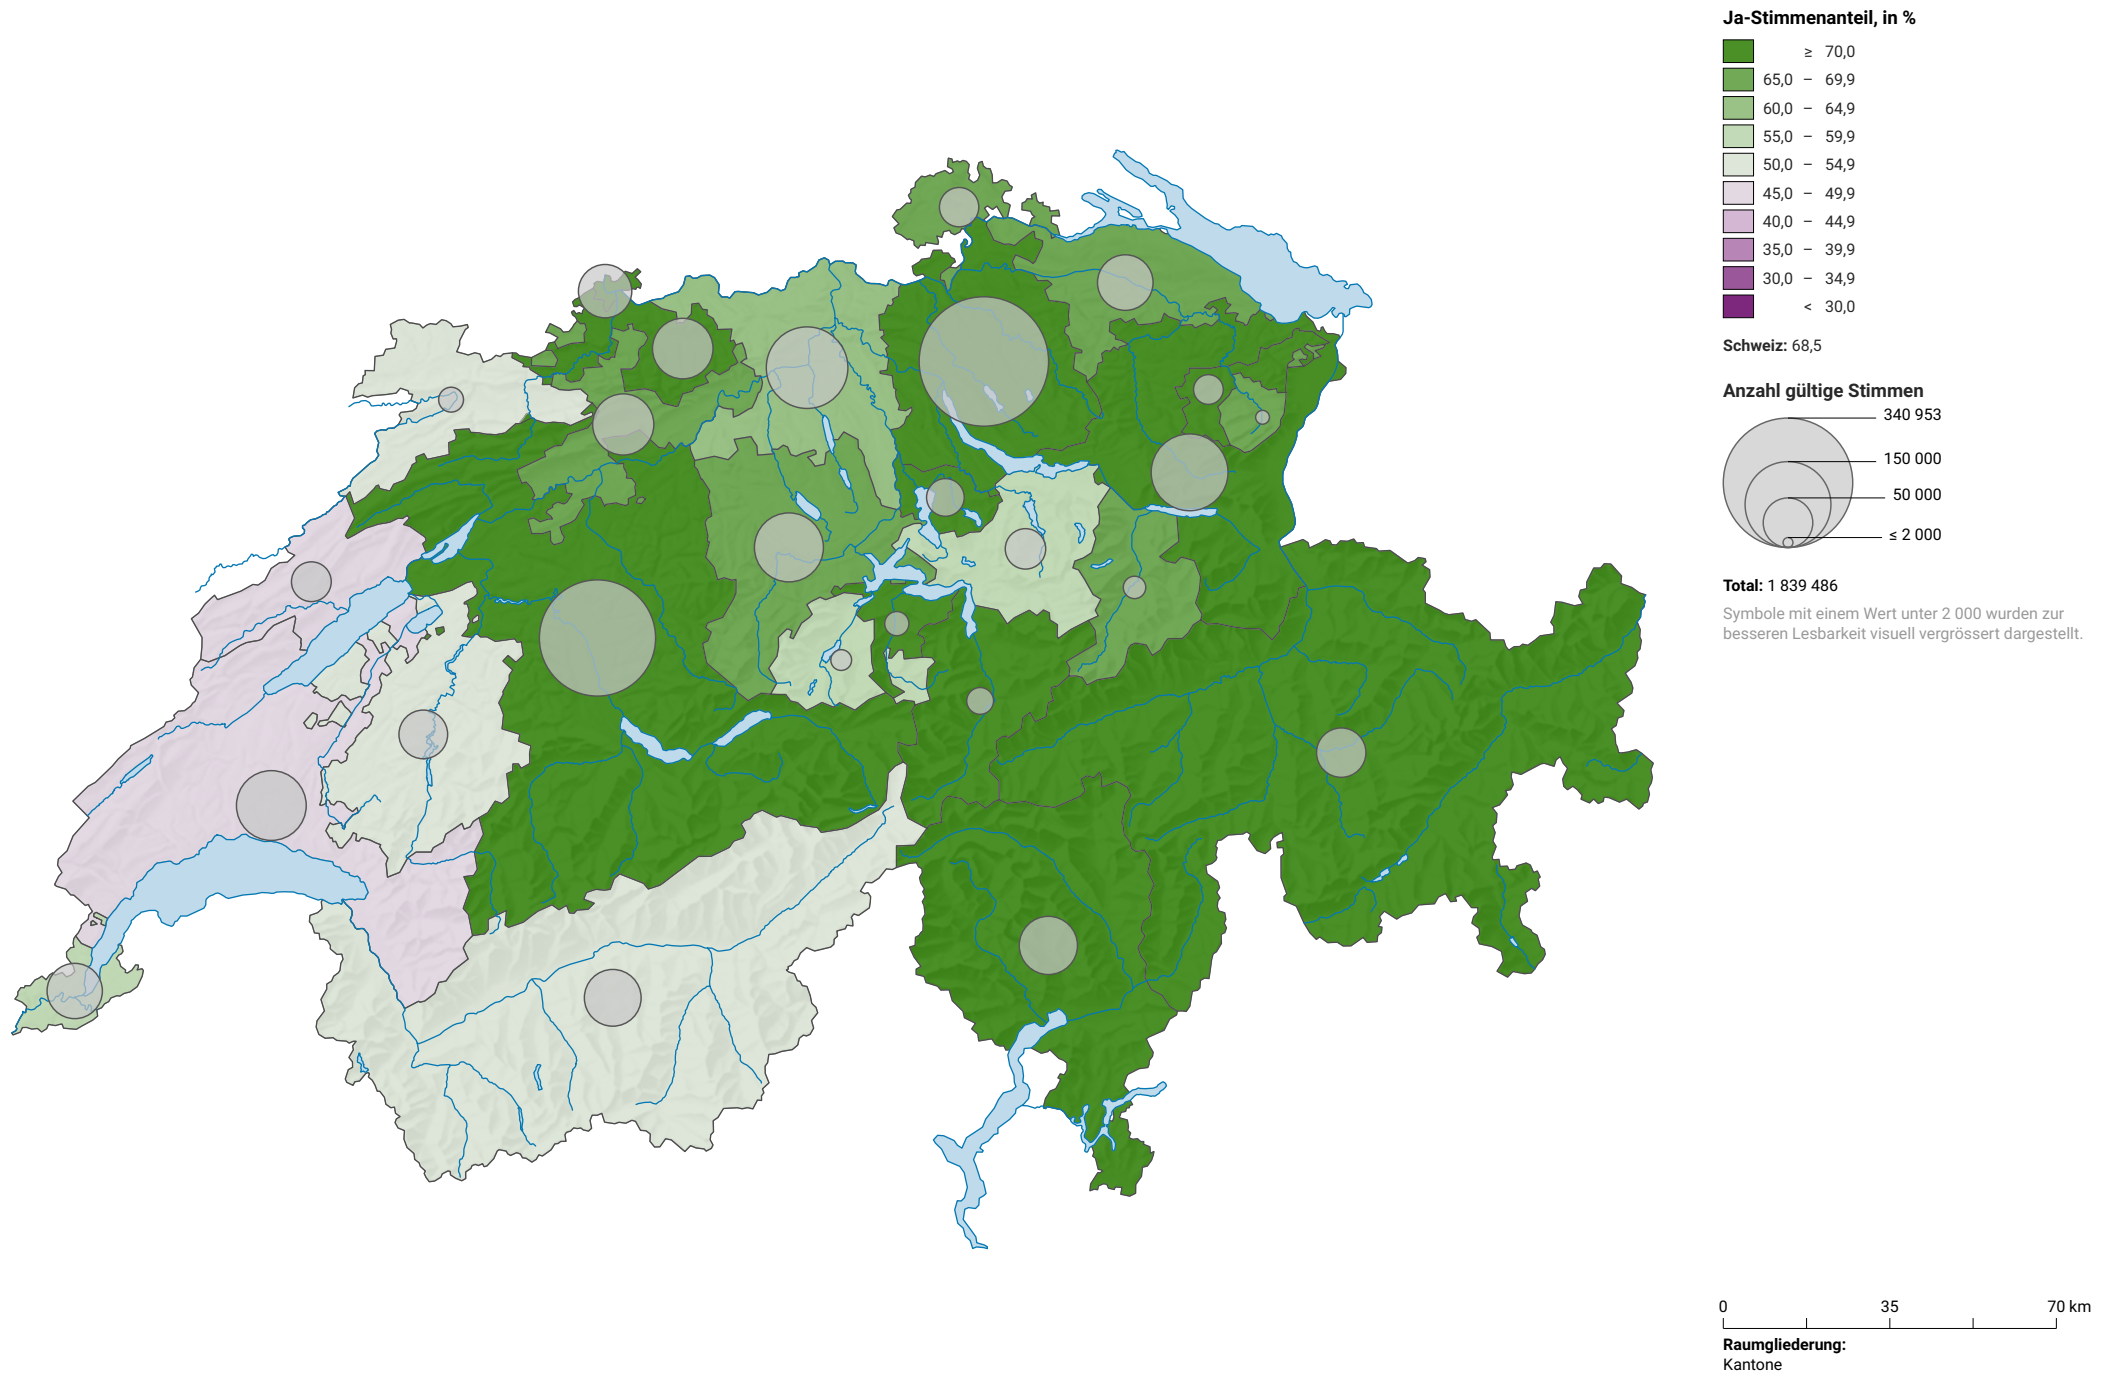 Ja-Stimmenanteil, in %
≥ 70,0
65,0 – 69,9
60,0 – 64,9
55,0 – 59,9
50,0 – 54,9
45,0 – 49,9
40,0 – 44,9
35,0 – 39,9
30,0 – 34,9
< 30,0
Schweiz: 68,5
Anzahl gültige Stimmen
340 953
150 000
50 000
≤ 2 000
Total: 1 839 486
Symbole mit einem Wert unter 2 000 wurden zur
besseren Lesbarkeit visuell vergrössert dargestellt.
0 35 70 km
Raumgliederung:
Kantone